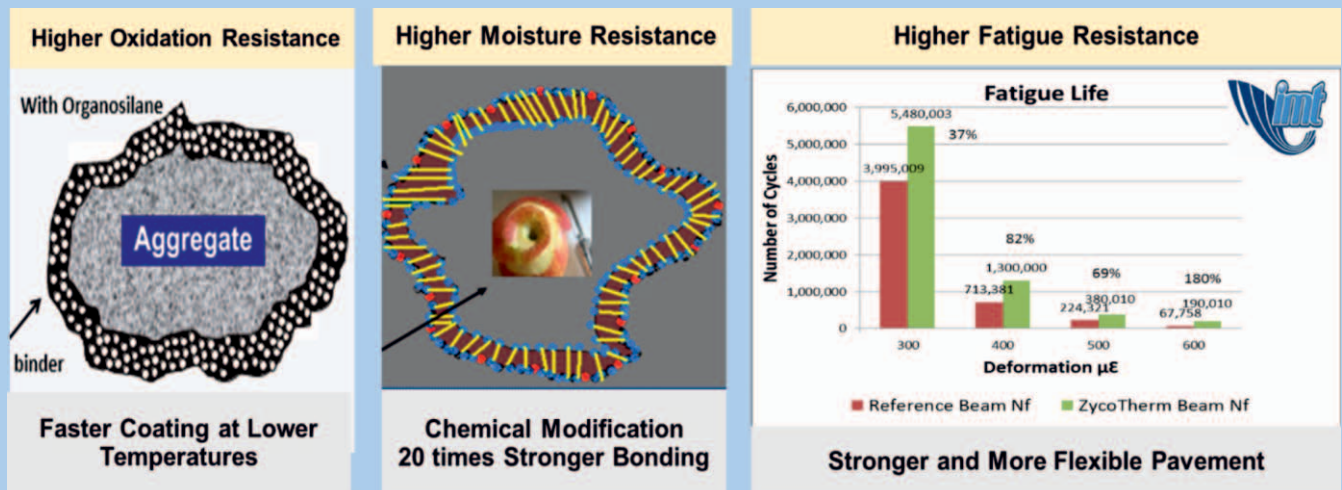 Higher Oxidation Resistance
With Organosilane
Aggregate
binder
Faster Coating at Lower
Temperatures
Higher Moisture Resistance
Chemical Modification
20 times Stronger Bonding
Higher Fatigue Resistance
imt
Fatigue Life
Number of Cycles
6,000,000
5,000,000
4,000,000
3,000,000
2,000,000
1,000,000
0
5,480,003
37%
3,995,009
82%
1,300,000
713,381
69%
380,010
224,321
180%
190,010
67,758
300 400 500 600
Deformation µƐ
Reference Beam Nf ZycoTherm Beam Nf
Stronger and More Flexible Pavement